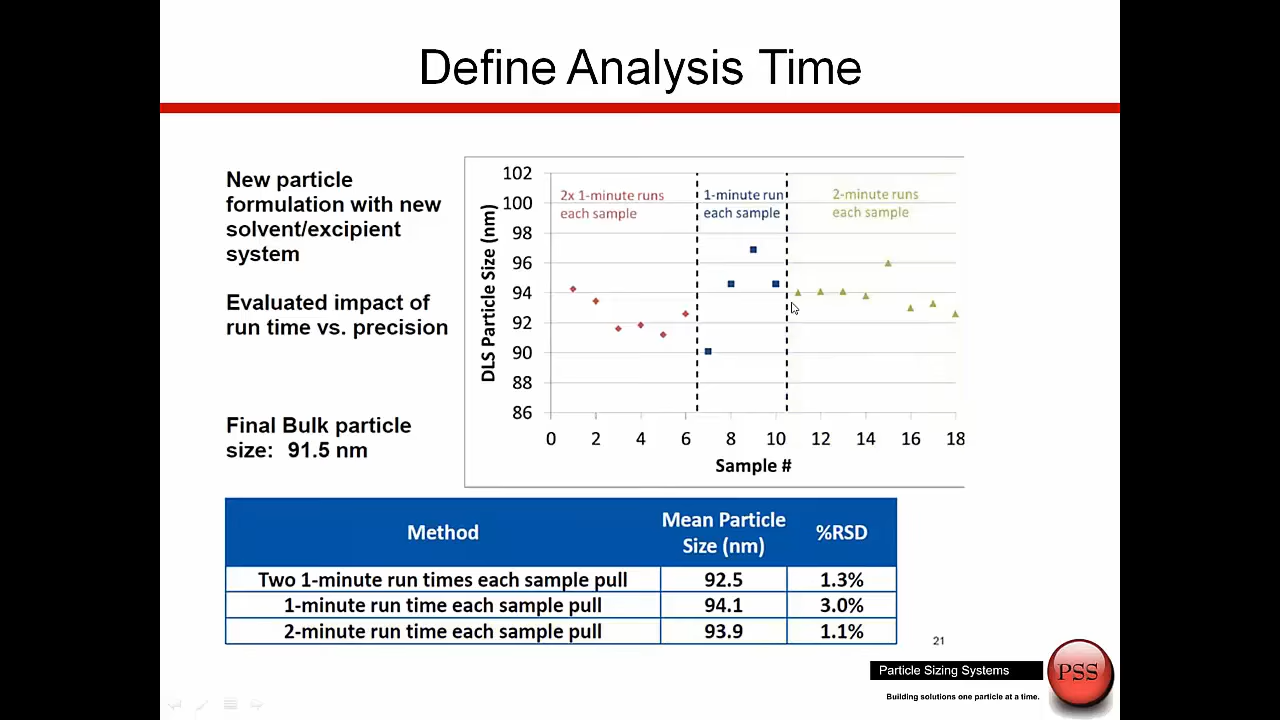 Define Analysis Time
New particle
formulation with new
solvent/excipient
system
Evaluated impact of
run time vs. precision
Final Bulk particle
size: 91.5 nm
DLS Particle Size (nm)
102
100
98
96
94
92
90
88
86
2x 1-minute runs
each sample
1-minute run
each sample
2-minute runs
each sample
0 2 4 6 8 10 12 14 16 18
Sample #
Method Mean Particle Size (nm) %RSD
Two 1-minute run times each sample pull 92.5 1.3%
1-minute run time each sample pull 94.1 3.0%
2-minute run time each sample pull 93.9 1.1%
21
Particle Sizing Systems
PSS
Building solutions one particle at a time.